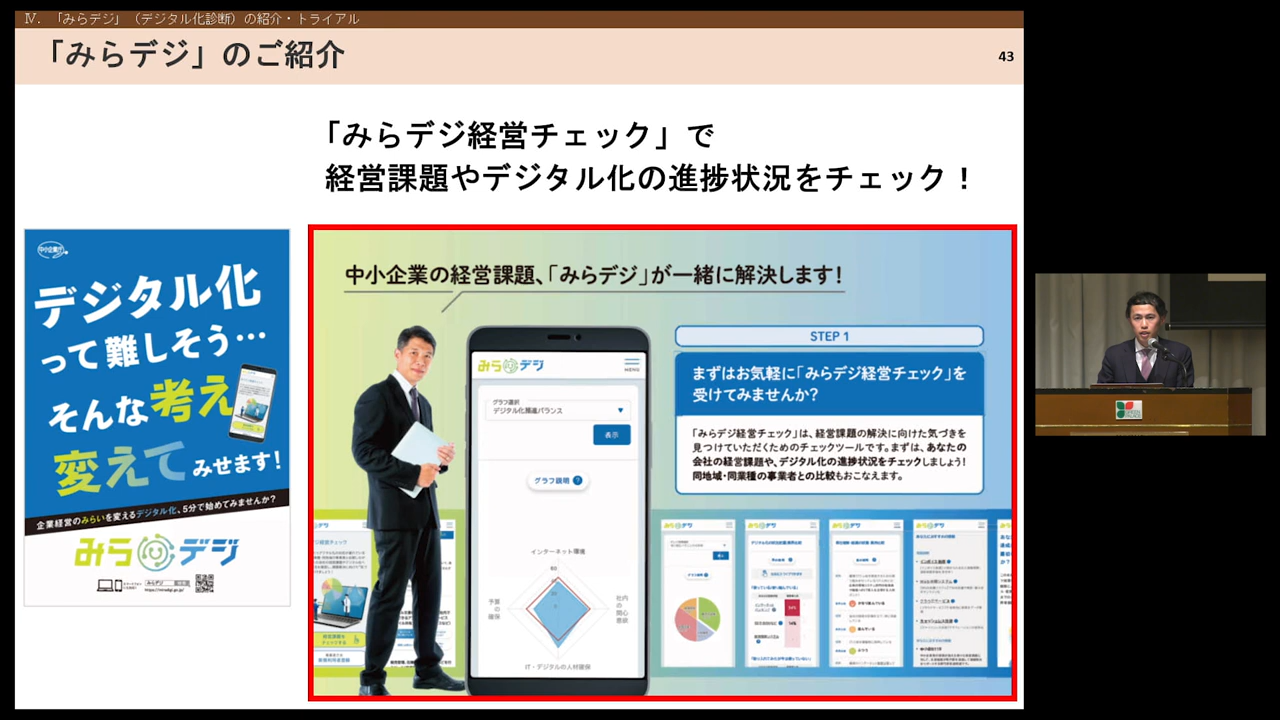 Ⅳ．「みらデジ」（デジタル化診断）の紹介・トライアル
「みらデジ」のご紹介
43
「みらデジ経営チェック」で
経営課題やデジタル化の進捗状況をチェック！
中小企業庁
デジタル化
って難しそう…
そんな考え
変えてみせます!
企業経営のみらいを変えるデジタル化、5分で始めてみませんか?
みらデジ
中小企業の経営課題、「みらデジ」が一緒に解決します!
みらデジ
MENU
グラフ選択
デジタル化推進バランス
表示
グラフ説明
インターネット環境
予算の確保
社内の関心意欲
IT・デジタルの人材確保
STEP 1
まずはお気軽に「みらデジ経営チェック」を
受けてみませんか?
「みらデジ経営チェック」は、経営課題の解決に向けた気づきを
見つけていただくためのチェックツールです。まずは、あなたの
会社の経営課題や、デジタル化の進捗状況をチェックしましょう!
同地域・同業種の事業者との比較もおこなえます。